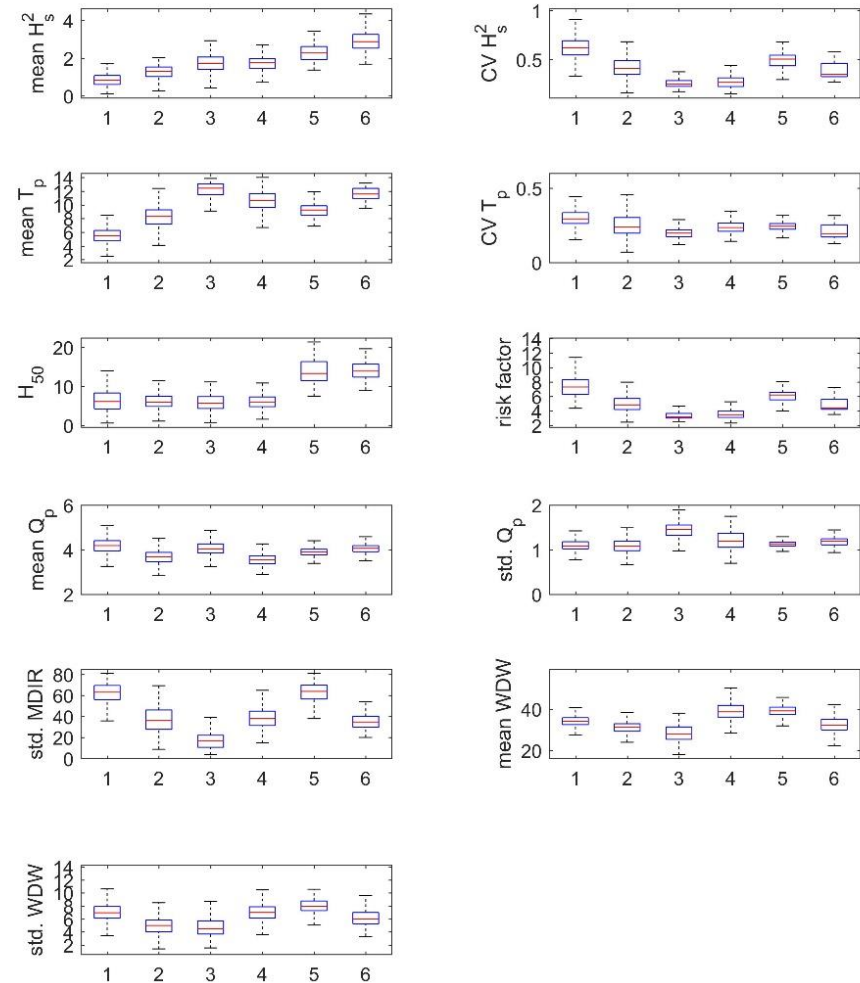 mean H_s^2
4
2
0
1 2 3 4 5 6
CV H_s^2
1
0.5
1 2 3 4 5 6
mean T_p
14
12
10
8
6
4
2
1 2 3 4 5 6
CV T_p
0.5
0
1 2 3 4 5 6
H_50
20
10
0
1 2 3 4 5 6
risk factor
14
12
10
8
6
4
2
1 2 3 4 5 6
mean Q_p
6
4
2
1 2 3 4 5 6
std. Q_p
2
1
0
1 2 3 4 5 6
std. MDIR
80
60
40
20
0
1 2 3 4 5 6
mean WDW
40
20
1 2 3 4 5 6
std. WDW
14
12
10
8
6
4
2
1 2 3 4 5 6